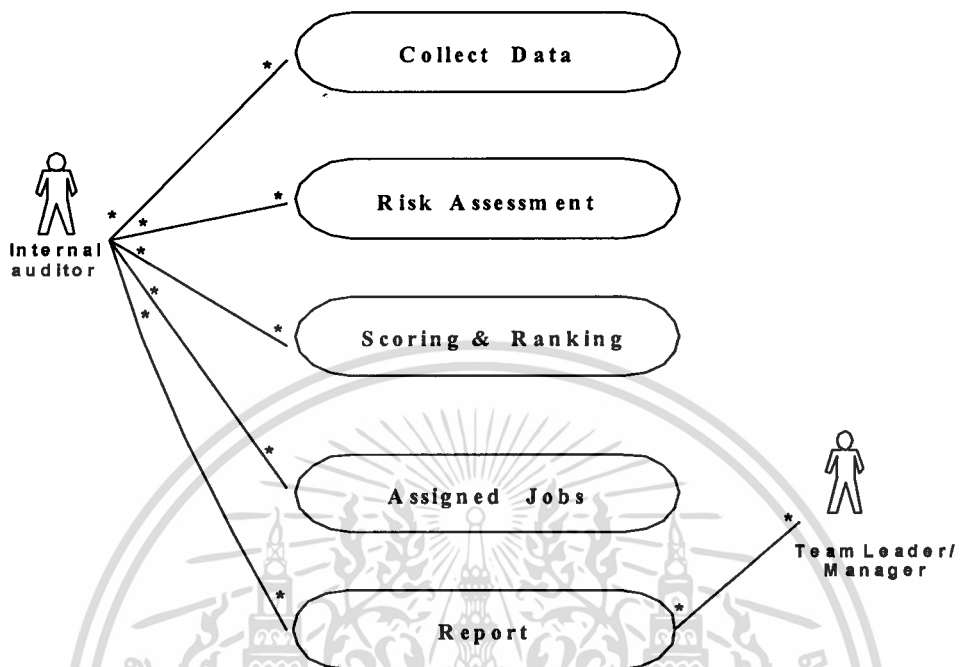 Collect Data
Risk Assessment
Internal
auditor
Scoring & Ranking
Assigned Jobs
Team Leader/
Manager
Report